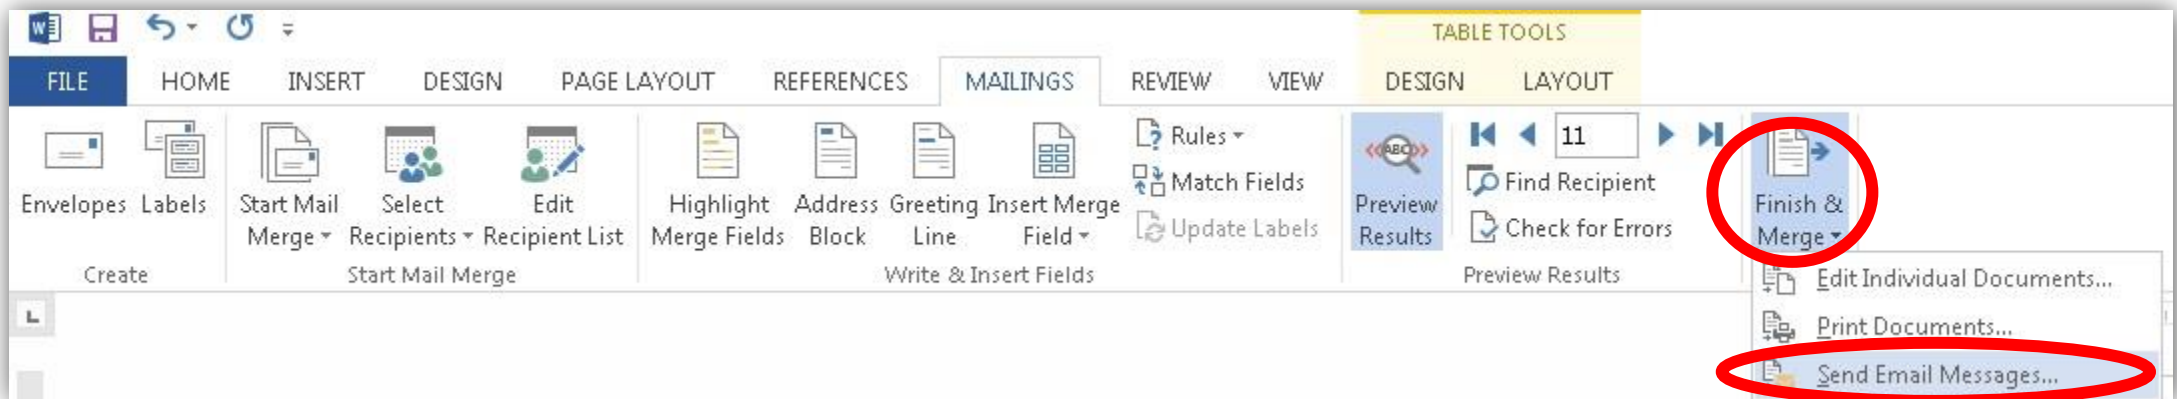 TABLE TOOLS
FILE HOME INSERT DESIGN PAGE LAYOUT REFERENCES MAILINGS REVIEW VIEW DESIGN LAYOUT
Envelopes
Labels
Start Mail
Merge
Select
Recipients
Edit
Recipient List
Highlight
Merge Fields
Address
Block
Greeting
Line
Insert Merge
Field
Rules
Match Fields
Update Labels
ABC
Preview
Results
11
Find Recipient
Check for Errors
Finish &
Merge
Create
Start Mail Merge
Write & Insert Fields
Preview Results
Edit Individual Documents...
Print Documents...
Send Email Messages...